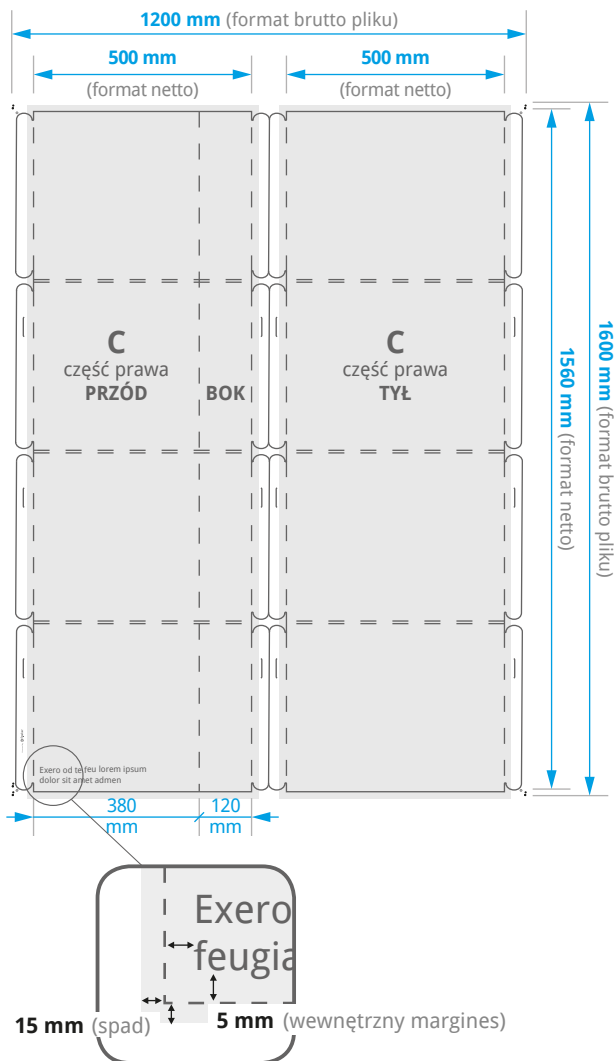 1200 mm (format brutto pliku)
500 mm
(format netto)
500 mm
(format netto)
C
część prawa
PRZÓD
BOK
C
część prawa
TYŁ
1560 mm (format netto)
1600 mm (format brutto pliku)
Exero od te feu lorem ipsum
dolor sit amet admen
380
mm
120
mm
Exero
feugia
15 mm (spad)
5 mm (wewnętrzny margines)